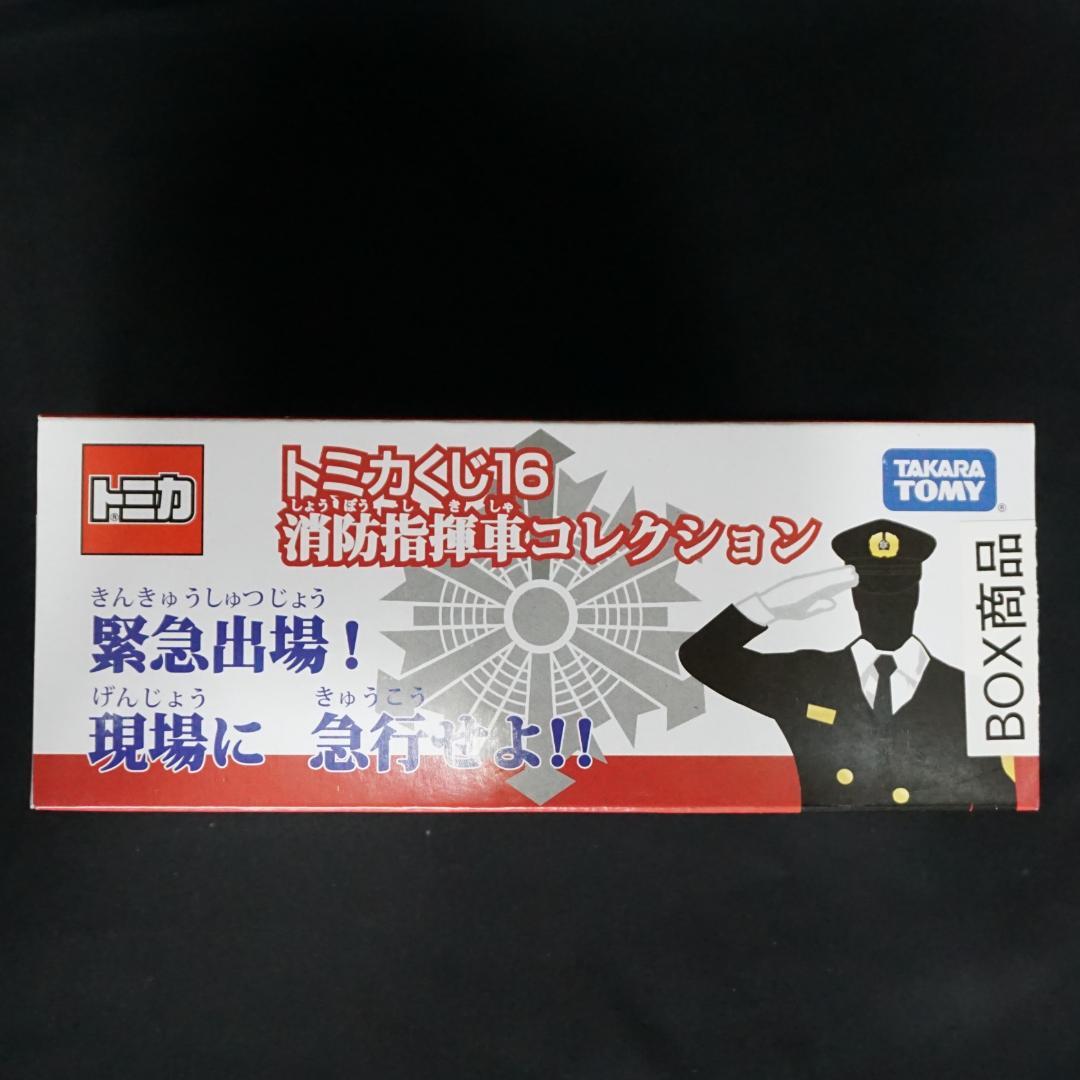 トミカ®
トミカくじ16
しょうぼうしきしゃ
消防指揮車コレクション
TAKARA
TOMY®
きんきゅうしゅつじょう
緊急出場！
げんじょう きゅうこう
現場に 急行せよ!!
BOX商品